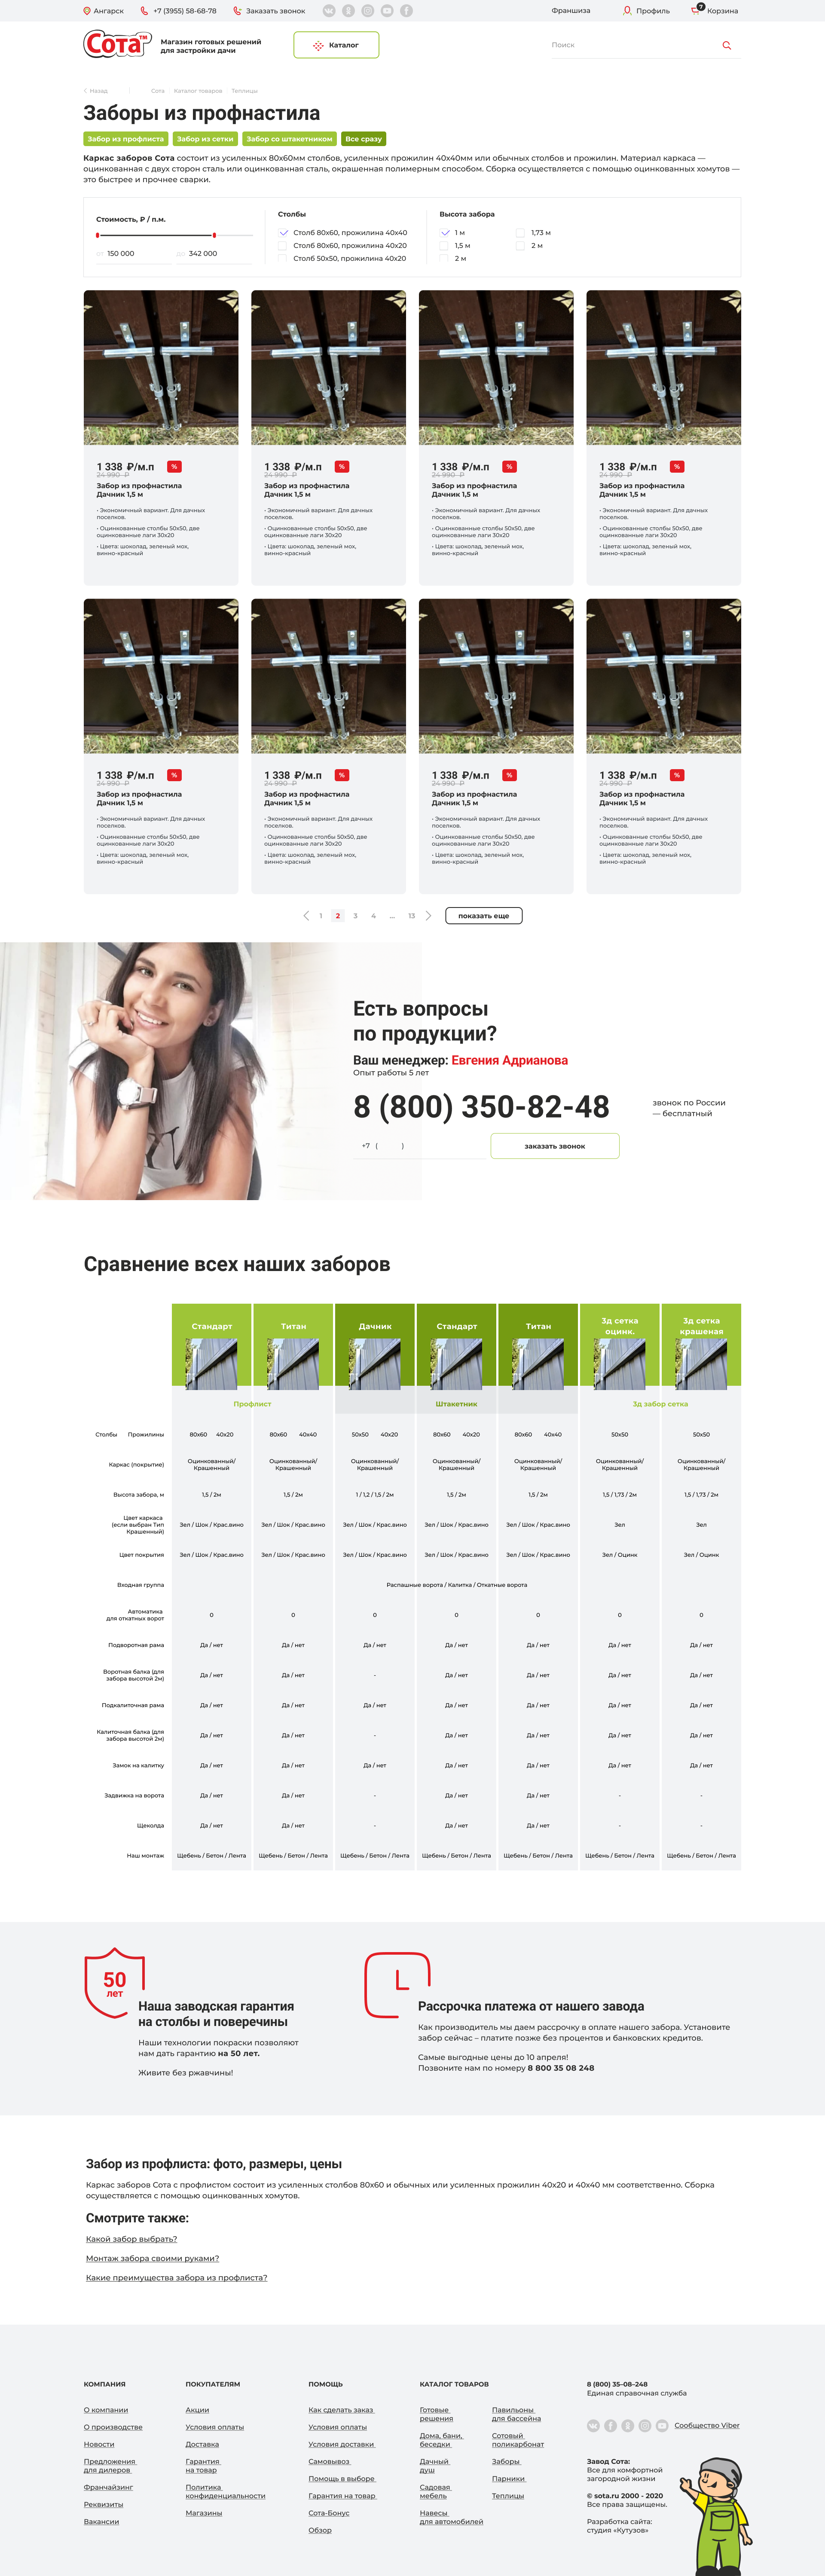 Ангарск
+7 (3955) 58-68-78
Заказать звонок
Франшиза
Профиль
7
Корзина
Сота™
Магазин готовых решений
для застройки дачи
Каталог
Поиск
Назад
Сота
Каталог товаров
Теплицы
Заборы из профнастила
Забор из профлиста
Забор из сетки
Забор со штакетником
Все сразу
Каркас заборов Сота состоит из усиленных 80х60мм столбов, усиленных прожилин 40х40мм или обычных столбов и прожилин. Материал каркаса —
оцинкованная с двух сторон сталь или оцинкованная сталь, окрашенная полимерным способом. Сборка осуществляется с помощью оцинкованных хомутов —
это быстрее и прочнее сварки.
Стоимость, ₽ / п.м.
от 150 000
до 342 000
Столбы
Столб 80х60, прожилина 40х40
Столб 80х60, прожилина 40х20
Столб 50х50, прожилина 40х20
Высота забора
1 м
1,5 м
2 м
1,73 м
2 м
1 338 ₽/м.п % 1 338 ₽/м.п % 1 338 ₽/м.п % 1 338 ₽/м.п %
24 990 ₽ 24 990 ₽ 24 990 ₽ 24 990 ₽
Забор из профнастила Забор из профнастила Забор из профнастила Забор из профнастила
Дачник 1,5 м Дачник 1,5 м Дачник 1,5 м Дачник 1,5 м
• Экономичный вариант. Для дачных • Экономичный вариант. Для дачных • Экономичный вариант. Для дачных • Экономичный вариант. Для дачных
поселков. поселков. поселков. поселков.
• Оцинкованные столбы 50х50, две • Оцинкованные столбы 50х50, две • Оцинкованные столбы 50х50, две • Оцинкованные столбы 50х50, две
оцинкованные лаги 30х20 оцинкованные лаги 30х20 оцинкованные лаги 30х20 оцинкованные лаги 30х20
• Цвета: шоколад, зеленый мох, • Цвета: шоколад, зеленый мох, • Цвета: шоколад, зеленый мох, • Цвета: шоколад, зеленый мох,
винно-красный винно-красный винно-красный винно-красный
1 338 ₽/м.п % 1 338 ₽/м.п % 1 338 ₽/м.п % 1 338 ₽/м.п %
24 990 ₽ 24 990 ₽ 24 990 ₽ 24 990 ₽
Забор из профнастила Забор из профнастила Забор из профнастила Забор из профнастила
Дачник 1,5 м Дачник 1,5 м Дачник 1,5 м Дачник 1,5 м
• Экономичный вариант. Для дачных • Экономичный вариант. Для дачных • Экономичный вариант. Для дачных • Экономичный вариант. Для дачных
поселков. поселков. поселков. поселков.
• Оцинкованные столбы 50х50, две • Оцинкованные столбы 50х50, две • Оцинкованные столбы 50х50, две • Оцинкованные столбы 50х50, две
оцинкованные лаги 30х20 оцинкованные лаги 30х20 оцинкованные лаги 30х20 оцинкованные лаги 30х20
• Цвета: шоколад, зеленый мох, • Цвета: шоколад, зеленый мох, • Цвета: шоколад, зеленый мох, • Цвета: шоколад, зеленый мох,
винно-красный винно-красный винно-красный винно-красный
1 2 3 4 ... 13
показать еще
Есть вопросы
по продукции?
Ваш менеджер: Евгения Адрианова
Опыт работы 5 лет
8 (800) 350-82-48
звонок по России
— бесплатный
+7 ( )
заказать звонок
Сравнение всех наших заборов
Стандарт Титан Дачник Стандарт Титан 3д сетка оцинк. 3д сетка крашеная
Профлист Штакетник 3д забор сетка
Столбы Прожилины 80х60 40х20 80х60 40х40 50х50 40х20 80х60 40х20 80х60 40х40 50х50 50х50
Каркас (покрытие) Оцинкованный/ Оцинкованный/ Оцинкованный/ Оцинкованный/ Оцинкованный/ Оцинкованный/ Оцинкованный/
Крашенный Крашенный Крашенный Крашенный Крашенный Крашенный Крашенный
Высота забора, м 1,5 / 2м 1,5 / 2м 1 / 1,2 / 1,5 / 2м 1,5 / 2м 1,5 / 2м 1,5 / 1,73 / 2м 1,5 / 1,73 / 2м
Цвет каркаса
(если выбран Тип Зел / Шок / Крас.вино Зел / Шок / Крас.вино Зел / Шок / Крас.вино Зел / Шок / Крас.вино Зел / Шок / Крас.вино Зел Зел
Крашенный)
Цвет покрытия Зел / Шок / Крас.вино Зел / Шок / Крас.вино Зел / Шок / Крас.вино Зел / Шок / Крас.вино Зел / Шок / Крас.вино Зел / Оцинк Зел / Оцинк
Входная группа Распашные ворота / Калитка / Откатные ворота
Автоматика
для откатных ворот 0 0 0 0 0 0 0
Подворотная рама Да / нет Да / нет Да / нет Да / нет Да / нет Да / нет Да / нет
Воротная балка (для
забора высотой 2м) Да / нет Да / нет - Да / нет Да / нет Да / нет Да / нет
Подкалиточная рама Да / нет Да / нет Да / нет Да / нет Да / нет Да / нет Да / нет
Калиточная балка (для
забора высотой 2м) Да / нет Да / нет - Да / нет Да / нет Да / нет Да / нет
Замок на калитку Да / нет Да / нет Да / нет Да / нет Да / нет Да / нет Да / нет
Задвижка на ворота Да / нет Да / нет - Да / нет Да / нет - -
Щеколда Да / нет Да / нет - Да / нет Да / нет - -
Наш монтаж Щебень / Бетон / Лента Щебень / Бетон / Лента Щебень / Бетон / Лента Щебень / Бетон / Лента Щебень / Бетон / Лента Щебень / Бетон / Лента Щебень / Бетон / Лента
50
лет
Наша заводская гарантия
на столбы и поверечины
Наши технологии покраски позволяют
нам дать гарантию на 50 лет.
Живите без ржавчины!
Рассрочка платежа от нашего завода
Как производитель мы даем рассрочку в оплате нашего забора. Установите
забор сейчас – платите позже без процентов и банковских кредитов.
Самые выгодные цены до 10 апреля!
Позвоните нам по номеру 8 800 35 08 248
Забор из профлиста: фото, размеры, цены
Каркас заборов Сота с профлистом состоит из усиленных столбов 80х60 и обычных или усиленных прожилин 40х20 и 40х40 мм соответственно. Сборка
осуществляется с помощью оцинкованных хомутов.
Смотрите также:
Какой забор выбрать?
Монтаж забора своими руками?
Какие преимущества забора из профлиста?
КОМПАНИЯ
О компании
О производстве
Новости
Предложения
для дилеров
Франчайзинг
Реквизиты
Вакансии
ПОКУПАТЕЛЯМ
Акции
Условия оплаты
Доставка
Гарантия
на товар
Политика
конфиденциальности
Магазины
ПОМОЩЬ
Как сделать заказ
Условия оплаты
Условия доставки
Самовывоз
Помощь в выборе
Гарантия на товар
Сота-Бонус
Обзор
КАТАЛОГ ТОВАРОВ
Готовые
решения
Дома, бани,
беседки
Дачный
душ
Садовая
мебель
Навесы
для автомобилей
Павильоны
для бассейна
Сотовый
поликарбонат
Заборы
Парники
Теплицы
8 (800) 35-08-248
Единая справочная служба
Сообщество Viber
Завод Сота:
Все для комфортной
загородной жизни
© sota.ru 2000 - 2020
Все права защищены.
Разработка сайта:
студия «Кутузов»